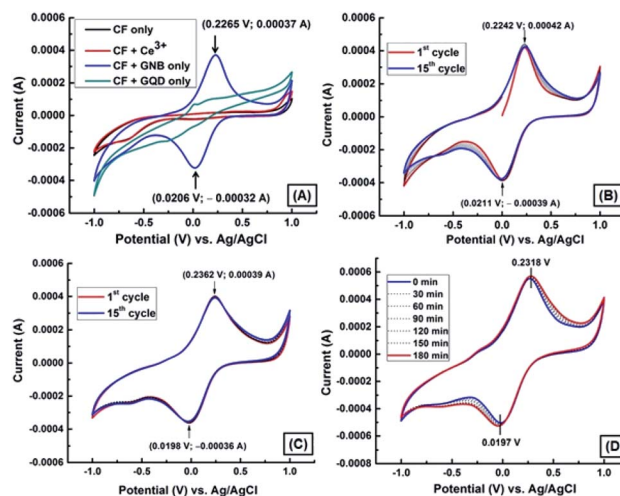 (0.2265 V; 0.00037 A)
0.0006
0.0004
0.0002
0.0000
-0.0002
-0.0004
-0.0006
CF only
CF + Ce³⁺
CF + GNB only
CF + GQD only
(0.0206 V; – 0.00032 A)
(A)
-1.0 -0.5 0.0 0.5 1.0
Potential (V) vs. Ag/AgCl
Current (A)
(0.2242 V; 0.00042 A)
0.0006
0.0004
0.0002
0.0000
-0.0002
-0.0004
-0.0006
1ˢᵗ cycle
15ᵗʰ cycle
(0.0211 V; – 0.00039 A)
(B)
-1.0 -0.5 0.0 0.5 1.0
Potential (V) vs. Ag/AgCl
Current (A)
(0.2362 V; 0.00039 A)
0.0006
0.0004
0.0002
0.0000
-0.0002
-0.0004
-0.0006
1ˢᵗ cycle
15ᵗʰ cycle
(0.0198 V; –0.00036 A)
(C)
-1.0 -0.5 0.0 0.5 1.0
Potential (V) vs. Ag/AgCl
Current (A)
0.2318 V
0.0006
0.0004
0.0002
0.0000
-0.0002
-0.0004
-0.0006
-0.0008
0 min
30 min
60 min
90 min
120 min
150 min
180 min
0.0197 V
(D)
-1.0 -0.5 0.0 0.5 1.0
Potential (V) vs. Ag/AgCl
Current (A)